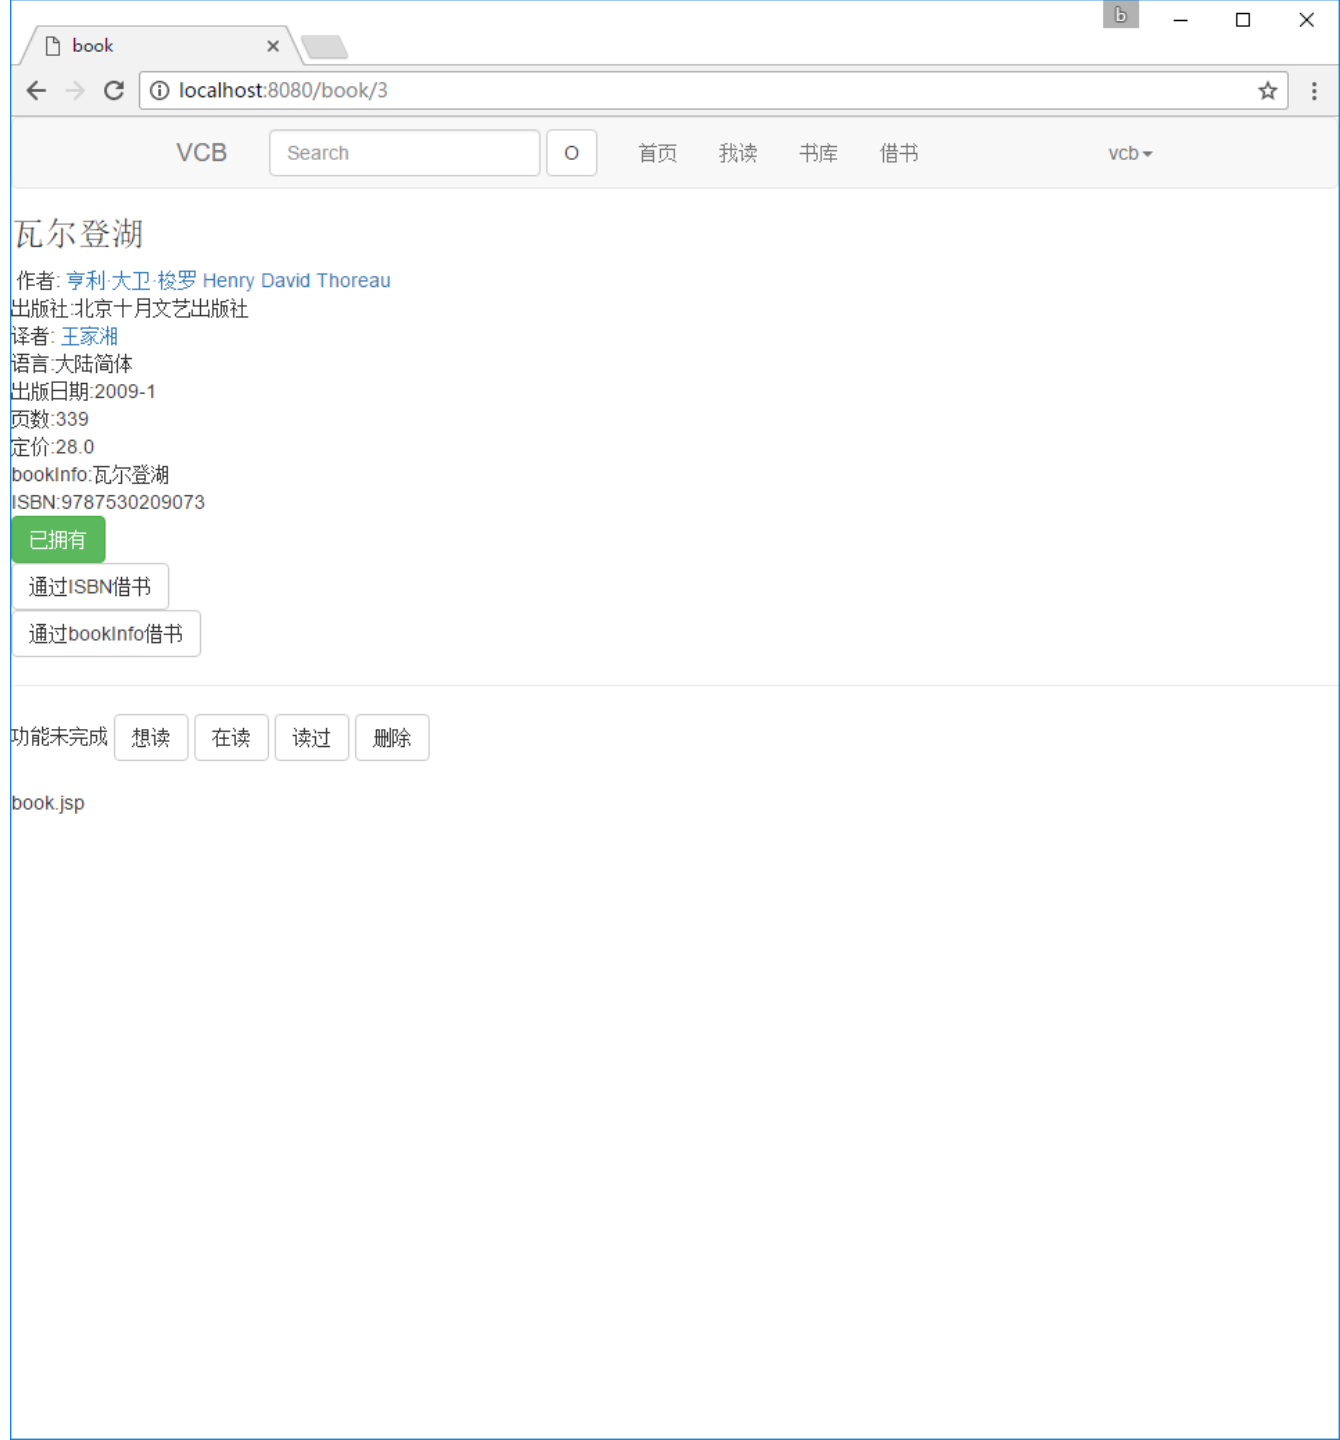 b
book
localhost:8080/book/3
VCB Search O 首页 我读 书库 借书 vcb
瓦尔登湖
作者: 亨利·大卫·梭罗 Henry David Thoreau
出版社:北京十月文艺出版社
译者: 王家湘
语言:大陆简体
出版日期:2009-1
页数:339
定价:28.0
bookInfo:瓦尔登湖
ISBN:9787530209073
已拥有
通过ISBN借书
通过bookInfo借书
功能未完成 想读 在读 读过 删除
book.jsp